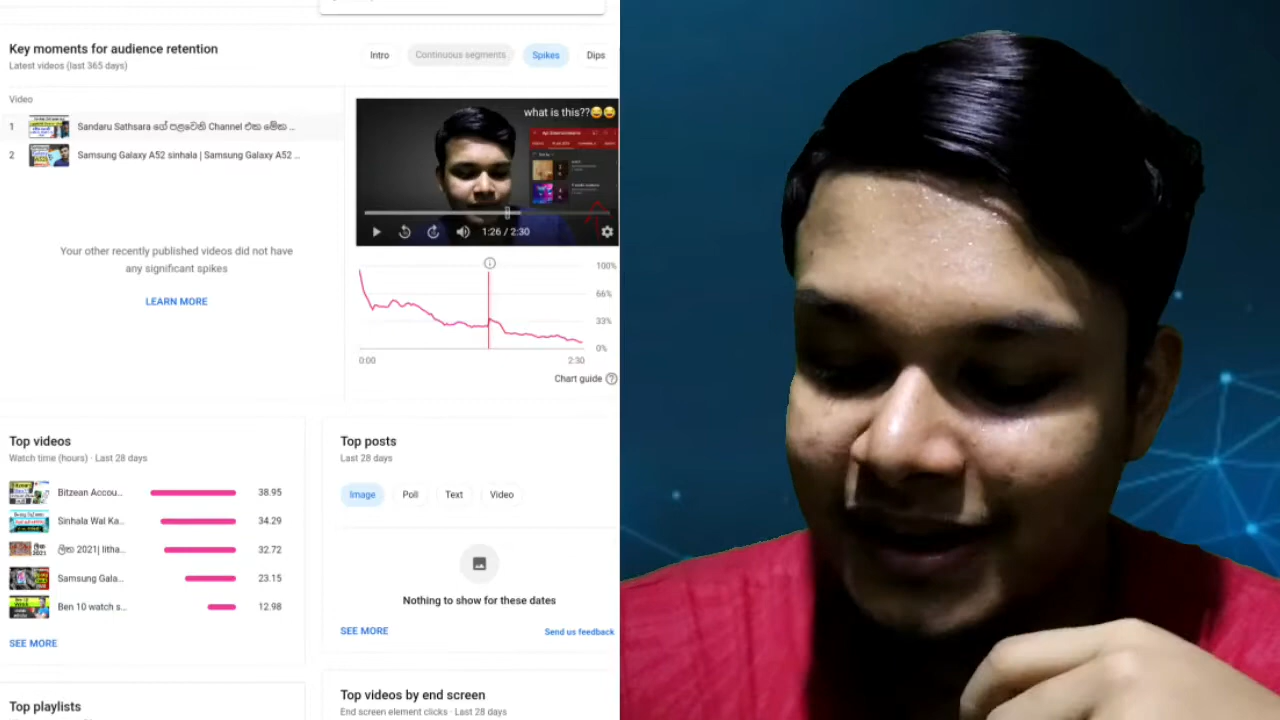 Key moments for audience retention
Latest videos (last 365 days)
Intro
Continuous segments
Spikes
Dips
Video
1 Sandaru Sathsara ගේ පළවෙනි Channel එක මේක ...
2 Samsung Galaxy A52 sinhala | Samsung Galaxy A52 ...
Your other recently published videos did not have
any significant spikes
LEARN MORE
what is this??😂😂
1:26 / 2:30
100%
66%
33%
0%
0:00
2:30
Chart guide
Top videos
Watch time (hours) · Last 28 days
Bitzean Accou... 38.95
Sinhala Wal Ka... 34.29
ලිත 2021| litha... 32.72
Samsung Gala... 23.15
Ben 10 watch s... 12.98
SEE MORE
Top posts
Last 28 days
Image
Poll
Text
Video
Nothing to show for these dates
SEE MORE
Send us feedback
Top playlists
Top videos by end screen
End screen element clicks · Last 28 days